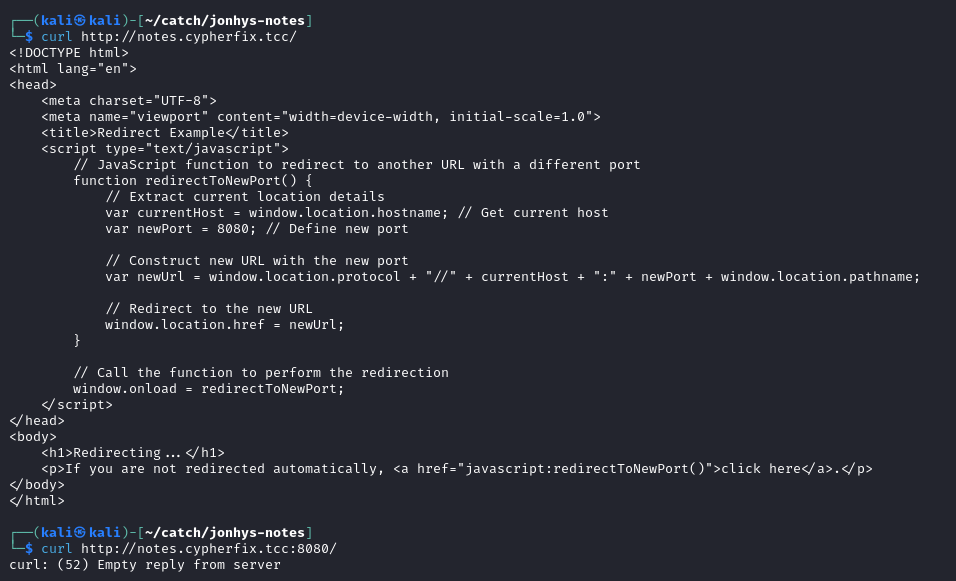 ┌──(kali㉿kali)-[~/catch/jonhys-notes]
└─$ curl http://notes.cypherfix.tcc/
<!DOCTYPE html>
<html lang="en">
<head>
    <meta charset="UTF-8">
    <meta name="viewport" content="width=device-width, initial-scale=1.0">
    <title>Redirect Example</title>
    <script type="text/javascript">
        // JavaScript function to redirect to another URL with a different port
        function redirectToNewPort() {
            // Extract current location details
            var currentHost = window.location.hostname; // Get current host
            var newPort = 8080; // Define new port

            // Construct new URL with the new port
            var newUrl = window.location.protocol + "//" + currentHost + ":" + newPort + window.location.pathname;

            // Redirect to the new URL
            window.location.href = newUrl;
        }

        // Call the function to perform the redirection
        window.onload = redirectToNewPort;
    </script>
</head>
<body>
    <h1>Redirecting...</h1>
    <p>If you are not redirected automatically, <a href="javascript:redirectToNewPort()">click here</a>.</p>
</body>
</html>

┌──(kali㉿kali)-[~/catch/jonhys-notes]
└─$ curl http://notes.cypherfix.tcc:8080/
curl: (52) Empty reply from server